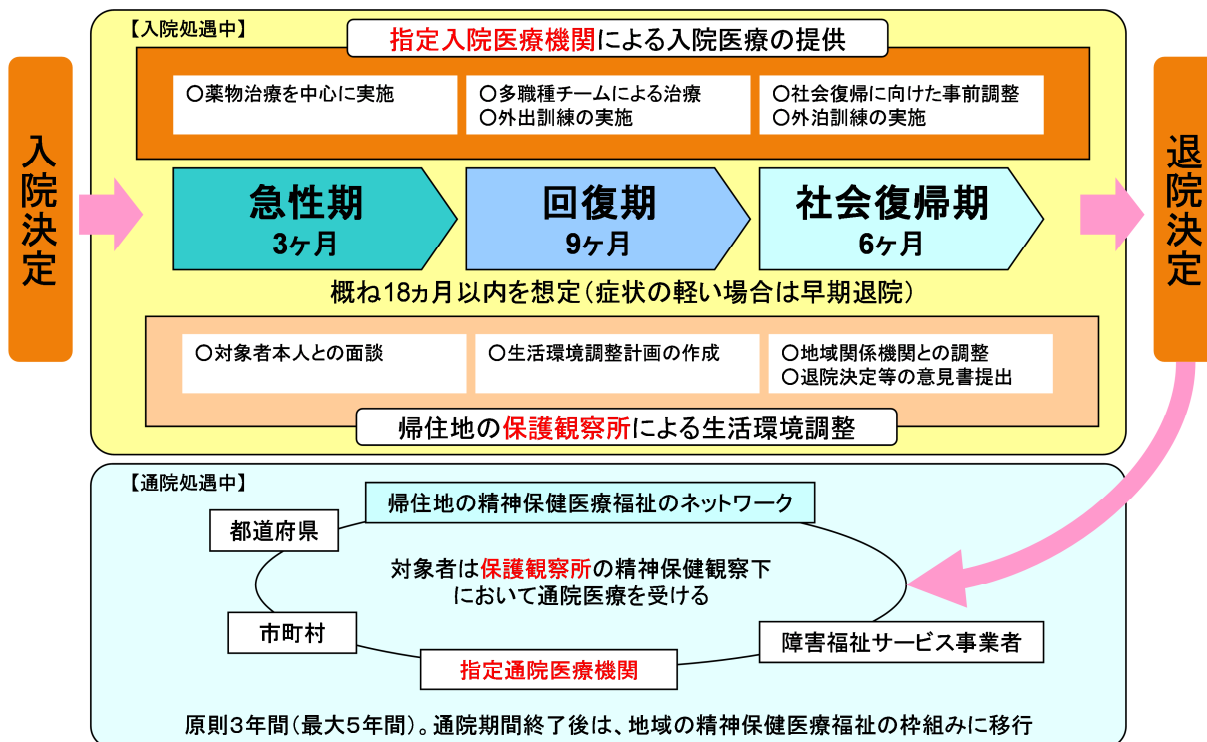 【入院処遇中】
指定入院医療機関による入院医療の提供
入院決定
○薬物治療を中心に実施
○多職種チームによる治療
○外出訓練の実施
○社会復帰に向けた事前調整
○外泊訓練の実施
退院決定
急性期
3ヶ月
回復期
9ヶ月
社会復帰期
6ヶ月
概ね18ヵ月以内を想定(症状の軽い場合は早期退院)
○対象者本人との面談
○生活環境調整計画の作成
○地域関係機関との調整
○退院決定等の意見書提出
帰住地の保護観察所による生活環境調整
【通院処遇中】
帰住地の精神保健医療福祉のネットワーク
都道府県
対象者は保護観察所の精神保健観察下
において通院医療を受ける
市町村
障害福祉サービス事業者
指定通院医療機関
原則3年間(最大5年間)。通院期間終了後は、地域の精神保健医療福祉の枠組みに移行